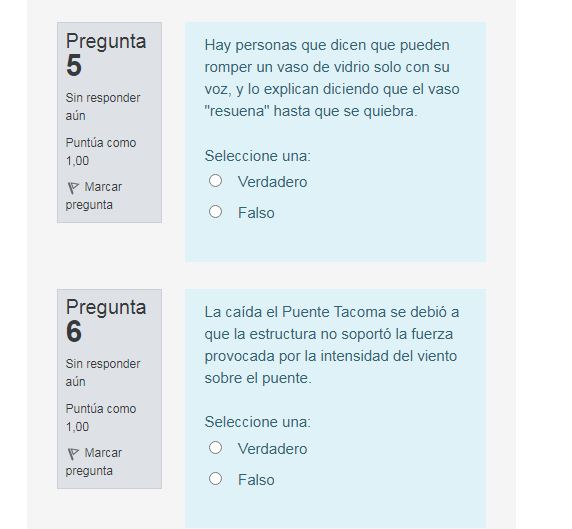 Pregunta
5
Sin responder
aún
Puntúa como
1,00
Marcar
pregunta
Hay personas que dicen que pueden
romper un vaso de vidrio solo con su
voz, y lo explican diciendo que el vaso
"resuena" hasta que se quiebra.
Seleccione una:
Verdadero
Falso
Pregunta
6
Sin responder
aún
Puntúa como
1,00
Marcar
pregunta
La caída el Puente Tacoma se debió a
que la estructura no soportó la fuerza
provocada por la intensidad del viento
sobre el puente.
Seleccione una:
Verdadero
Falso